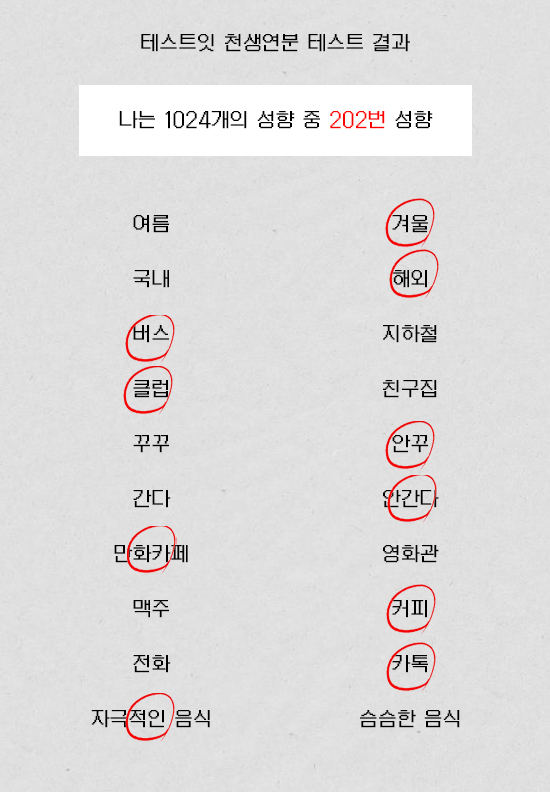 테스트잇 천생연분 테스트 결과
나는 1024개의 성향 중 202번 성향
여름 겨울
국내 해외
버스 지하철
클럽 친구집
꾸꾸 안꾸
간다 안간다
만화카페 영화관
맥주 커피
전화 카톡
자극적인 음식 슴슴한 음식